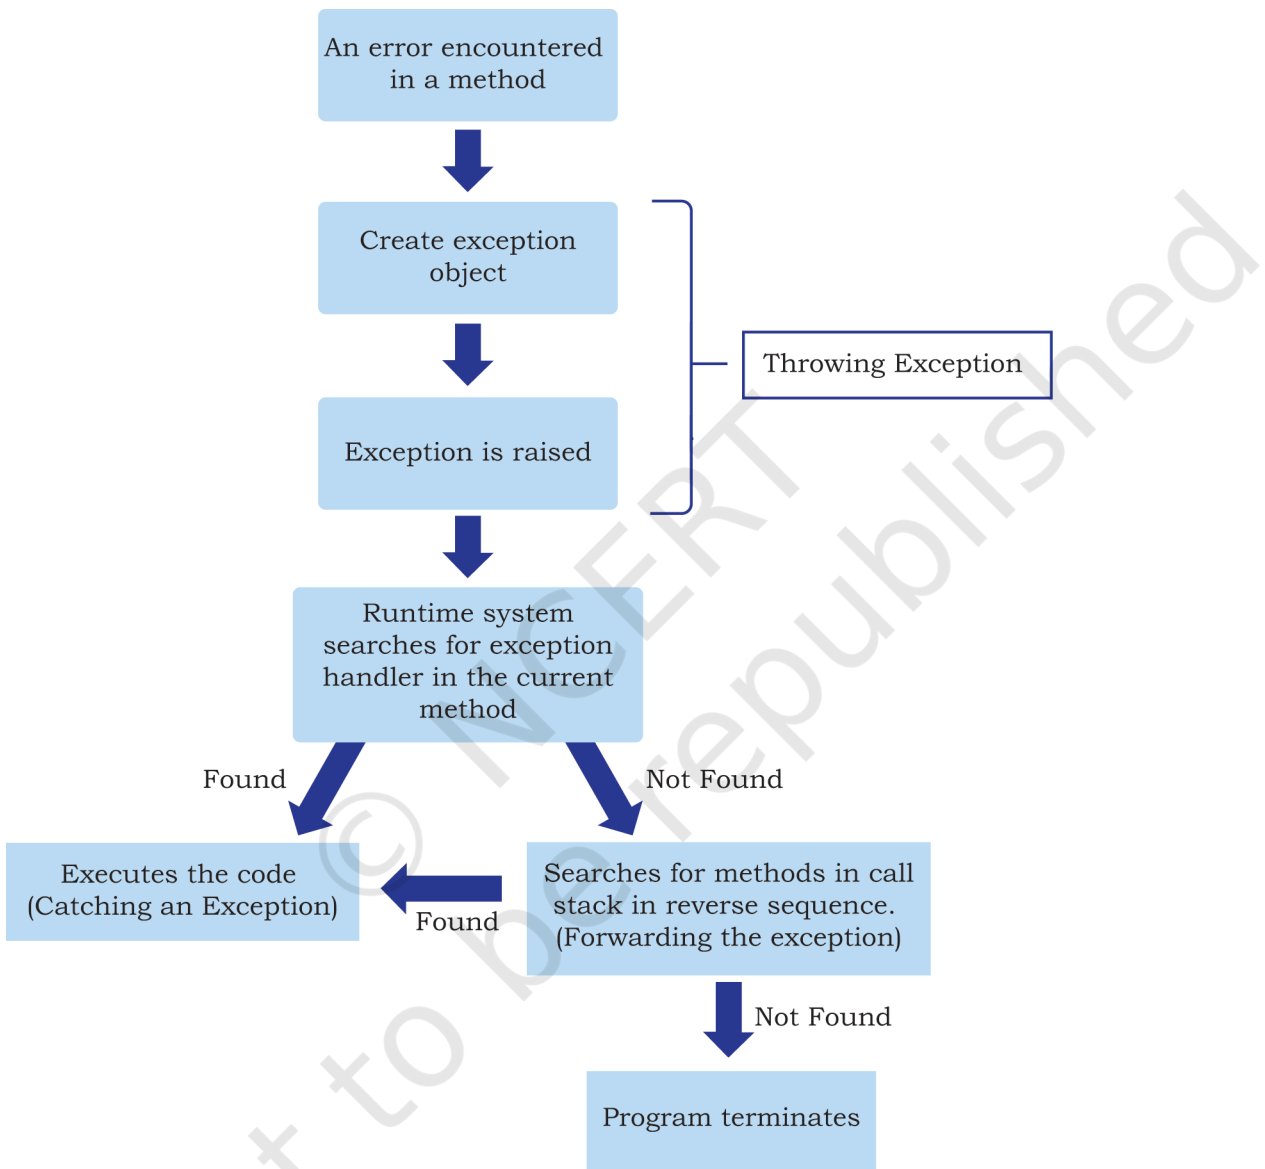 An error encountered
in a method
Create exception
object
Throwing Exception
Exception is raised
Runtime system
searches for exception
handler in the current
method
Found
Not Found
Executes the code
(Catching an Exception)
Found
Searches for methods in call
stack in reverse sequence.
(Forwarding the exception)
Not Found
Program terminates
© NCERT
t to be republished